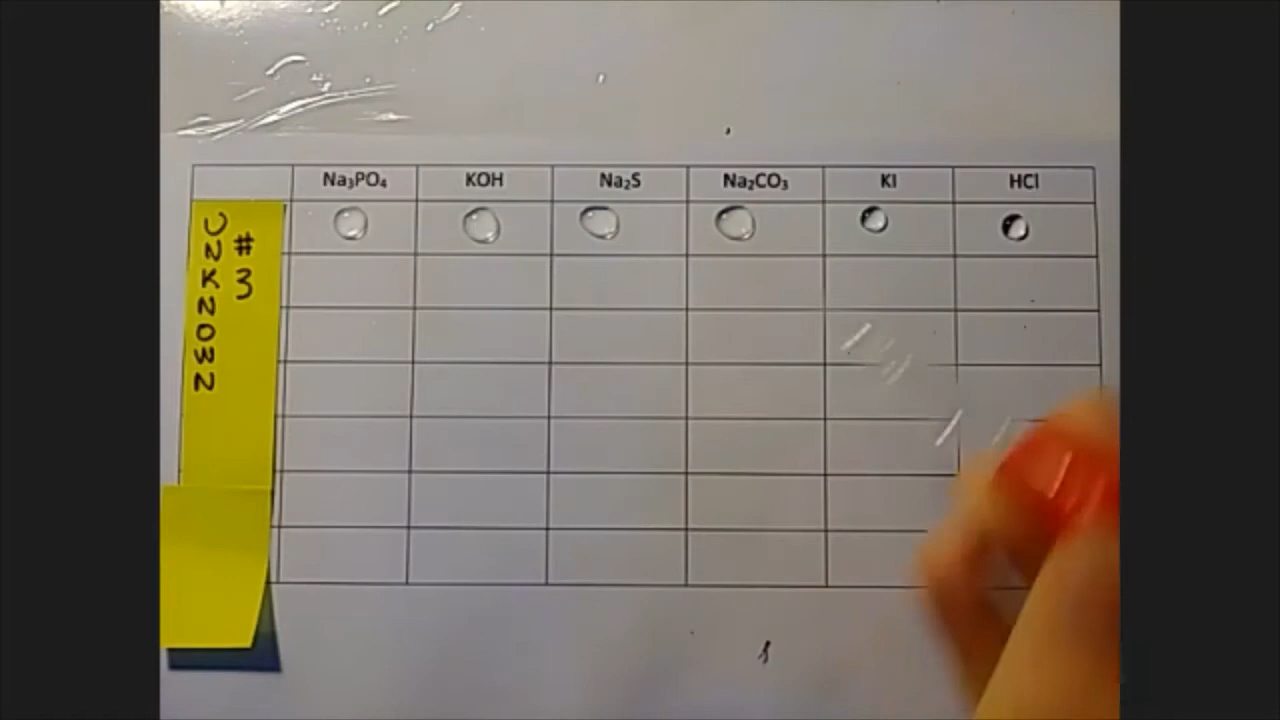 UNKNOWN
#3
Na₃PO₄
KOH
Na₂S
Na₂CO₃
KI
HCl